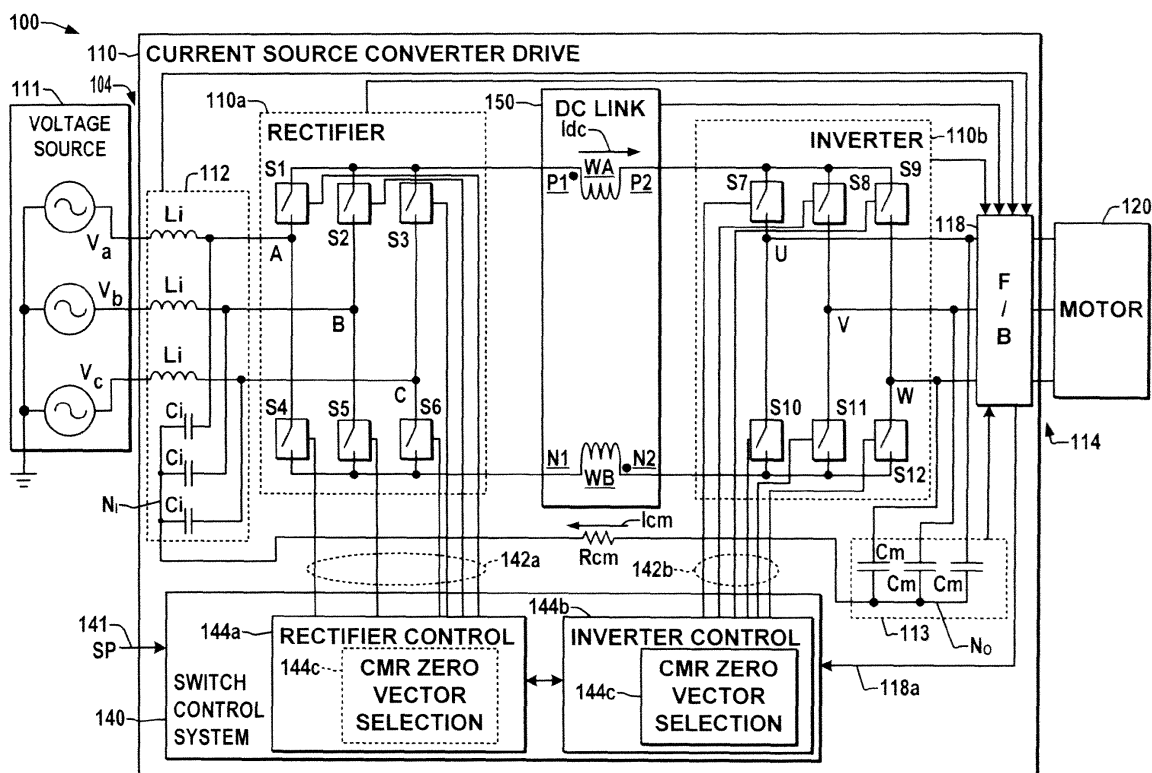 100
110
CURRENT SOURCE CONVERTER DRIVE
111
104
VOLTAGE
SOURCE
110a
RECTIFIER
150
DC LINK
Idc
INVERTER
110b
112
S1
WA
P1
P2
S7
S8
S9
120
118
Li
Va
A
S2
S3
U
Vb
Li
B
V
F
/
B
MOTOR
Vc
Li
C
W
Ci
S4
S5
S6
S10
S11
114
Ci
N1
WB
N2
S12
Ni
Ci
Icm
Rcm
142a
142b
Cm
Cm
Cm
113
No
141
SP
144a
RECTIFIER CONTROL
144c
CMR ZERO
VECTOR
SELECTION
144b
INVERTER CONTROL
144c
CMR ZERO
VECTOR
SELECTION
118a
140
SWITCH
CONTROL
SYSTEM